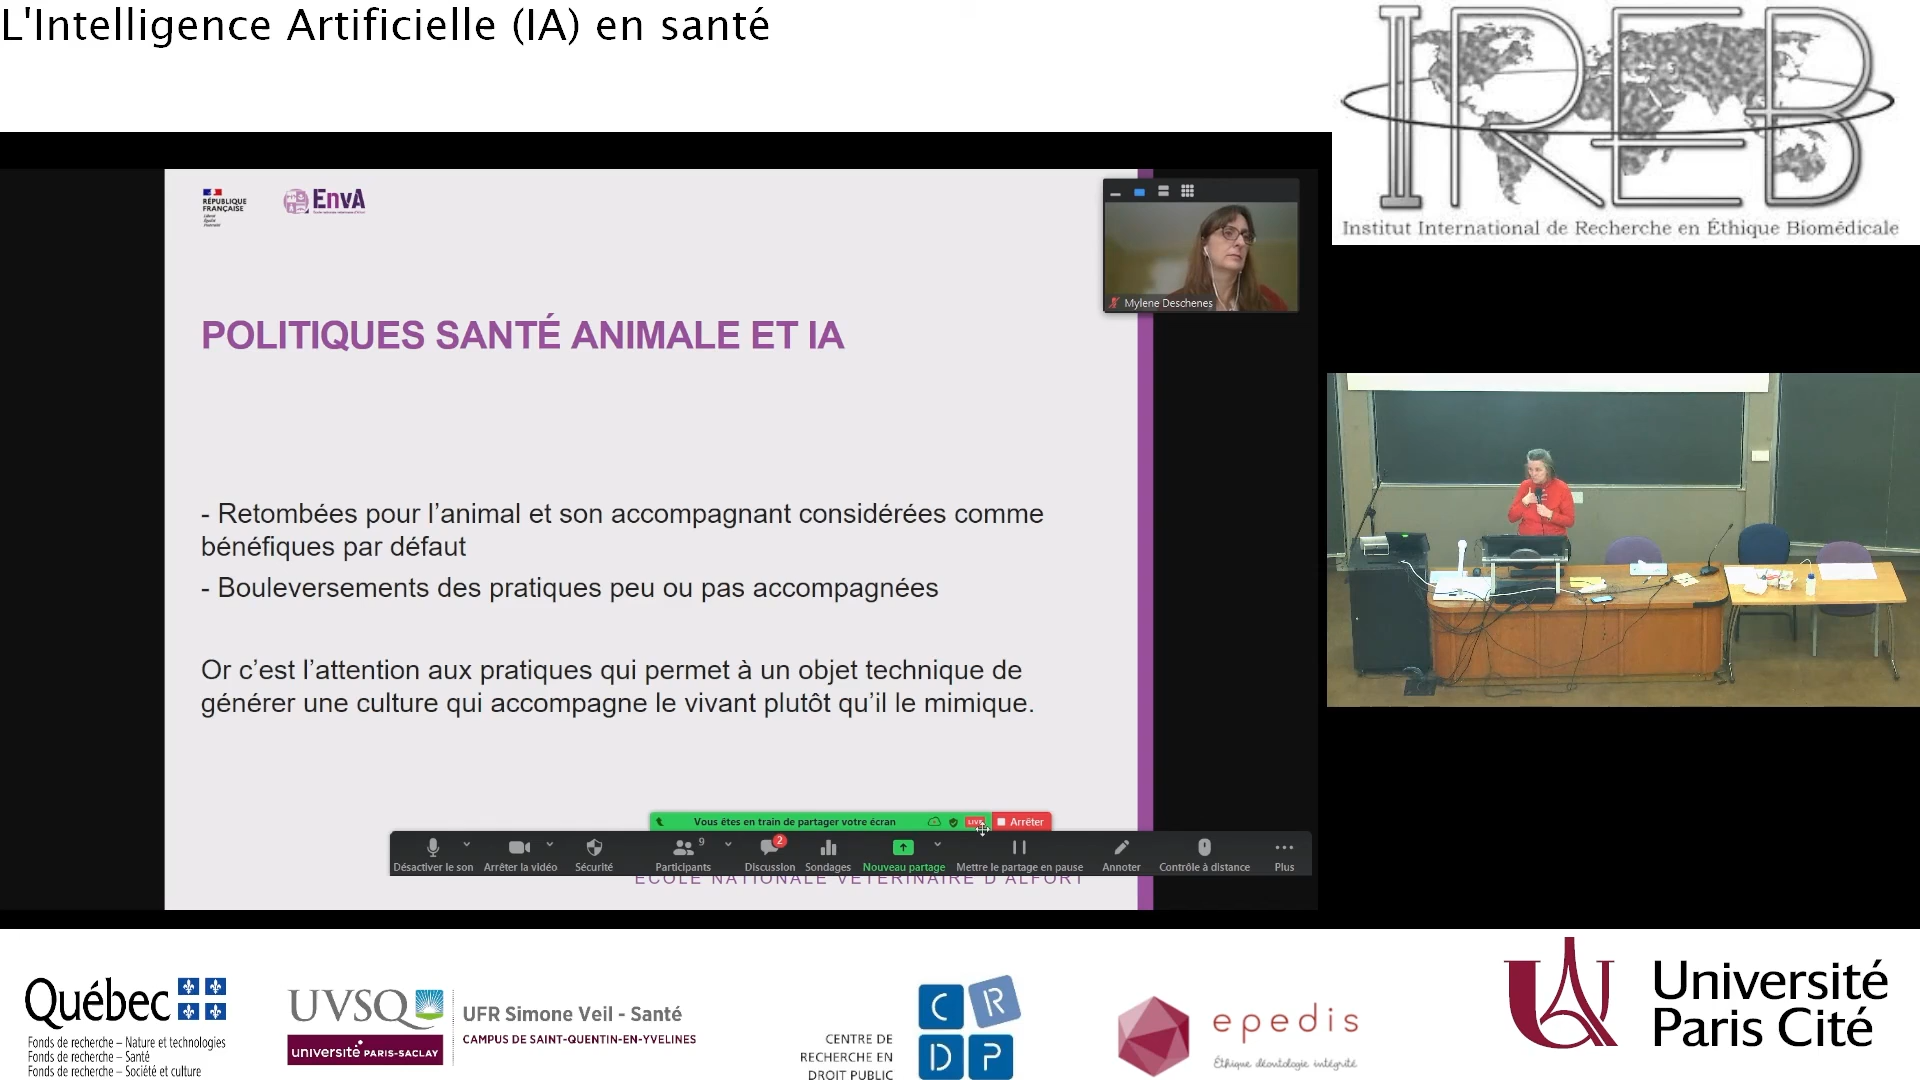 L'Intelligence Artificielle (IA) en santé
IREB
Institut International de Recherche en Éthique Biomédicale
RÉPUBLIQUE
FRANÇAISE
Liberté
Égalité
Fraternité
EnvA
Mylene Deschenes
POLITIQUES SANTÉ ANIMALE ET IA
- Retombées pour l’animal et son accompagnant considérées comme
bénéfiques par défaut
- Bouleversements des pratiques peu ou pas accompagnées
Or c’est l’attention aux pratiques qui permet à un objet technique de
générer une culture qui accompagne le vivant plutôt qu’il le mimique.
Vous êtes en train de partager votre écran
LIVE
Arrêter
9
2
Désactiver le son
Arrêter la vidéo
Sécurité
Participants
Discussion
Sondages
Nouveau partage
Mettre le partage en pause
Annoter
Contrôle à distance
Plus
ECOLE NATIONALE VETERINAIRE D'ALFORT
Québec
Fonds de recherche – Nature et technologies
Fonds de recherche – Santé
Fonds de recherche – Société et culture
UVSQ
université PARIS-SACLAY
UFR Simone Veil - Santé
CAMPUS DE SAINT-QUENTIN-EN-YVELINES
CENTRE DE
RECHERCHE EN
DROIT PUBLIC
C R
D P
epedis
Éthique déontologie intégrité
Université
Paris Cité